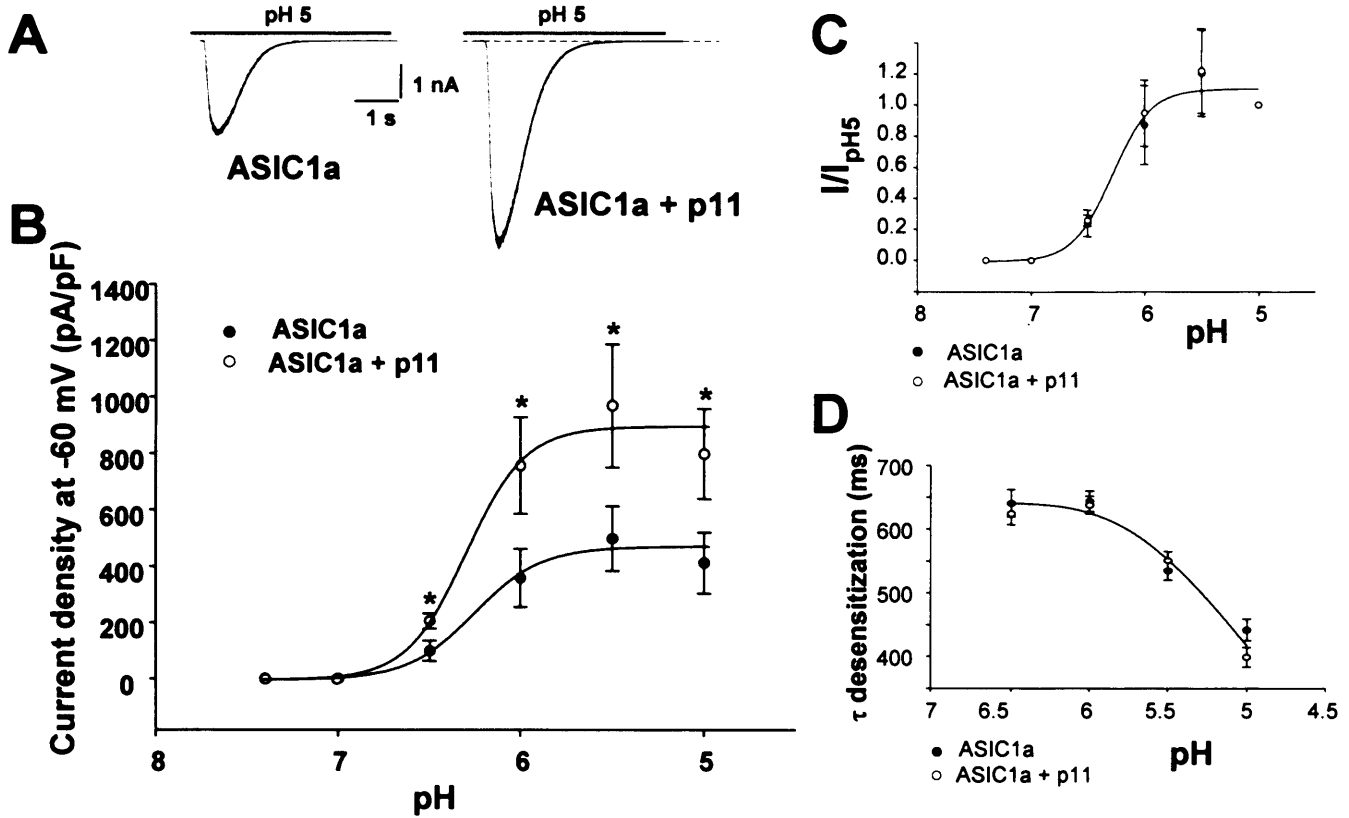 A
pH 5
pH 5
1 nA
1 s
ASIC1a
ASIC1a + p11
B
Current density at -60 mV (pA/pF)
1400
1200
1000
800
600
400
200
0
ASIC1a
ASIC1a + p11
*
*
*
*
8
7
6
5
pH
C
I/IpH5
1.2
1.0
0.8
0.6
0.4
0.2
0.0
8
7
6
5
pH
ASIC1a
ASIC1a + p11
D
τ desensitization (ms)
700
600
500
400
7
6.5
6
5.5
5
4.5
pH
ASIC1a
ASIC1a + p11